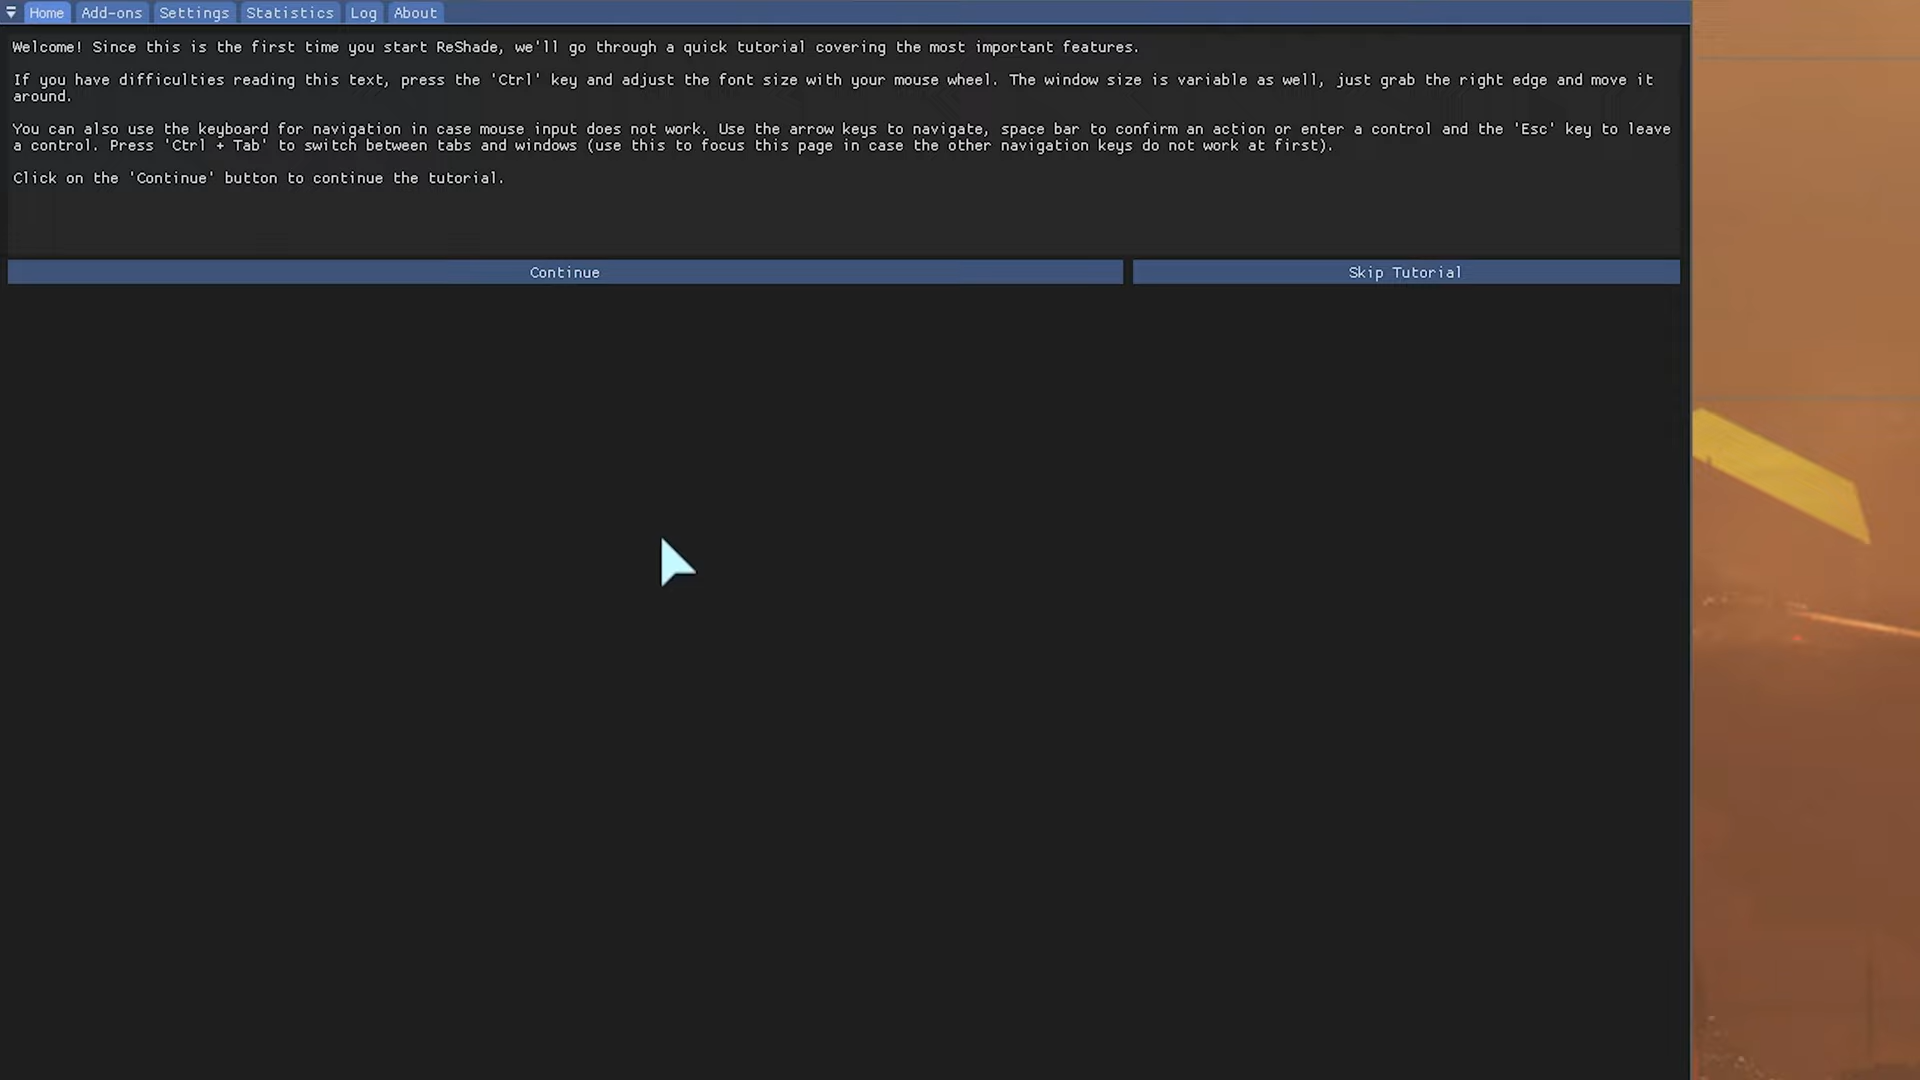 Home Add-ons Settings Statistics Log About
Welcome! Since this is the first time you start ReShade, we'll go through a quick tutorial covering the most important features.
If you have difficulties reading this text, press the 'Ctrl' key and adjust the font size with your mouse wheel. The window size is variable as well, just grab the right edge and move it
around.
You can also use the keyboard for navigation in case mouse input does not work. Use the arrow keys to navigate, space bar to confirm an action or enter a control and the 'Esc' key to leave
a control. Press 'Ctrl + Tab' to switch between tabs and windows (use this to focus this page in case the other navigation keys do not work at first).
Click on the 'Continue' button to continue the tutorial.
Continue Skip Tutorial